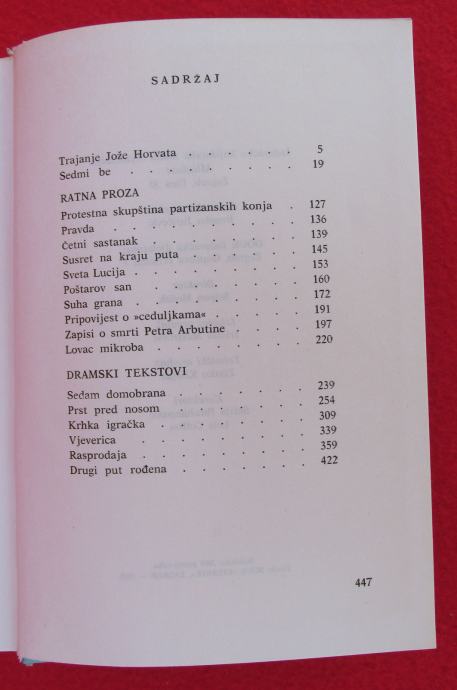 SADRŽAJ
Trajanje Jože Horvata . . . . . . . 5
Sedmi be . . . . . . . . . . 19
RATNA PROZA
Protestna skupština partizanskih konja . 127
Pravda . . . . . . . . . . 136
Četni sastanak . . . . . . . . 139
Susret na kraju puta . . . . . . 145
Sveta Lucija . . . . . . . . . 153
Poštarov san . . . . . . . . . 160
Suha grana . . . . . . . . . 172
Pripovijest o »ceduljkama« . . . . . 191
Zapisi o smrti Petra Arbutine . . . . 197
Lovac mikroba . . . . . . . . 220
DRAMSKI TEKSTOVI
Sedam domobrana . . . . . . . 239
Prst pred nosom . . . . . . . 254
Krhka igračka . . . . . . . . 309
Vjeverica . . . . . . . . . 339
Rasprodaja . . . . . . . . . 359
Drugi put rođena . . . . . . . 422
447